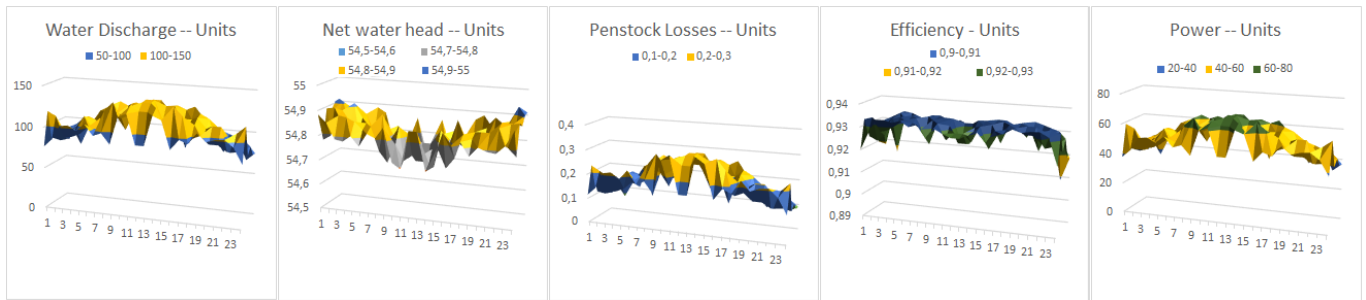 Water Discharge -- Units
50-100 100-150
150
100
50
0
1 3 5 7 9 11 13 15 17 19 21 23
Net water head -- Units
54,5-54,6 54,7-54,8
54,8-54,9 54,9-55
55
54,9
54,8
54,7
54,6
54,5
1 3 5 7 9 11 13 15 17 19 21 23
Penstock Losses -- Units
0,1-0,2 0,2-0,3
0,4
0,3
0,2
0,1
0
1 3 5 7 9 11 13 15 17 19 21 23
Efficiency - Units
0,9-0,91
0,91-0,92 0,92-0,93
0,94
0,93
0,92
0,91
0,9
0,89
1 3 5 7 9 11 13 15 17 19 21 23
Power -- Units
20-40 40-60 60-80
80
60
40
20
0
1 3 5 7 9 11 13 15 17 19 21 23